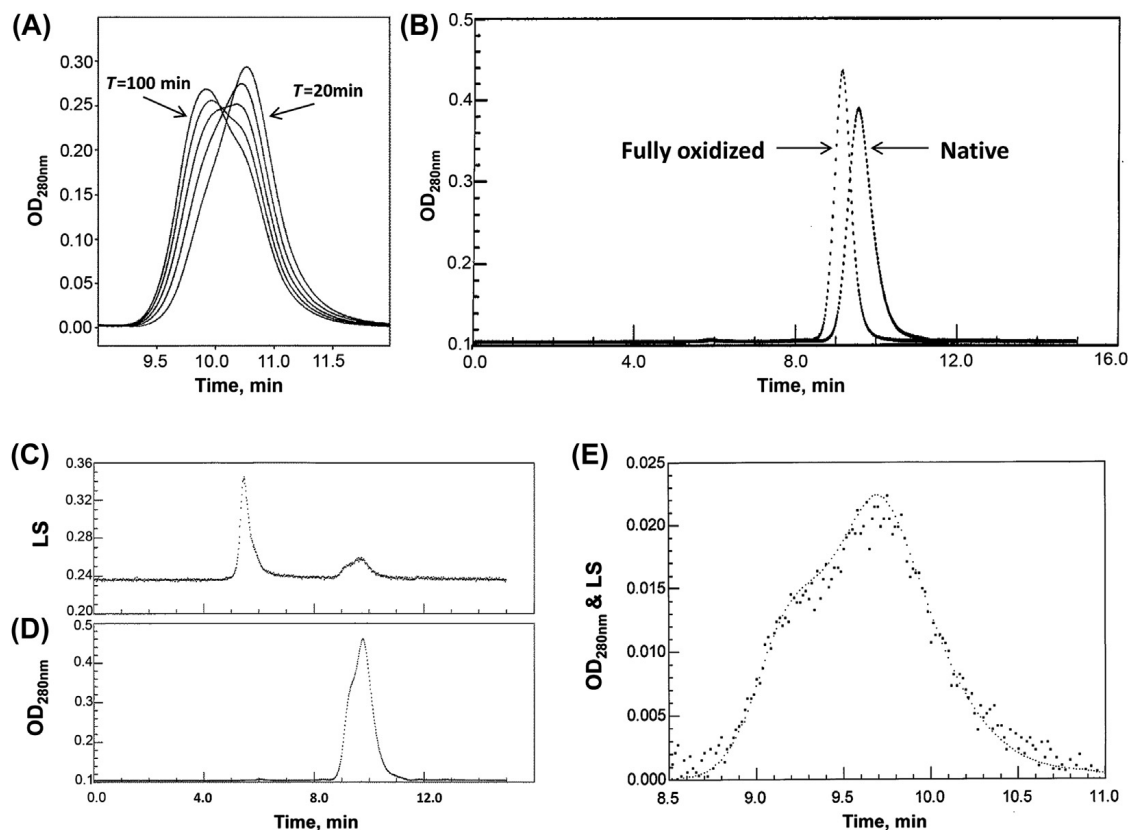 (A)
OD280nm
0.30
0.25
0.20
0.15
0.10
0.05
0.00
T=100 min
T=20min
9.5 10.0 11.0 11.5
Time, min
(B)
OD280nm
0.5
0.4
0.3
0.2
0.1
Fully oxidized
Native
0.0 4.0 8.0 12.0 16.0
Time, min
(C)
LS
0.36
0.32
0.28
0.24
0.20
(D)
OD280nm
0.5
0.4
0.3
0.2
0.1
0.0 4.0 8.0 12.0
Time, min
(E)
OD280nm & LS
0.025
0.020
0.015
0.010
0.005
0.000
8.5 9.0 9.5 10.0 10.5 11.0
Time, min